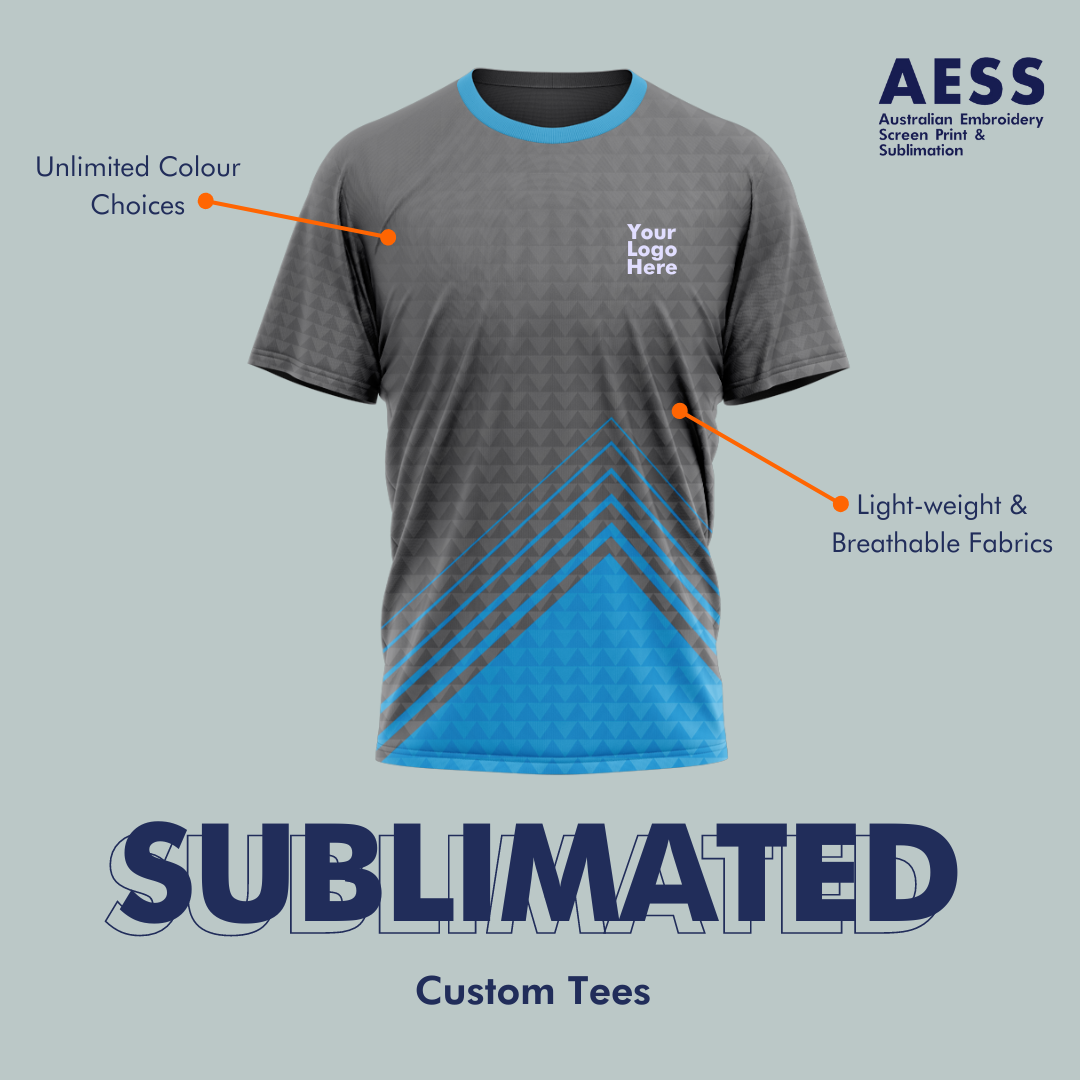 AESS
Australian Embroidery
Screen Print &
Sublimation
Unlimited Colour
Choices
Your
Logo
Here
Light-weight &
Breathable Fabrics
SUBLIMATED
Custom Tees